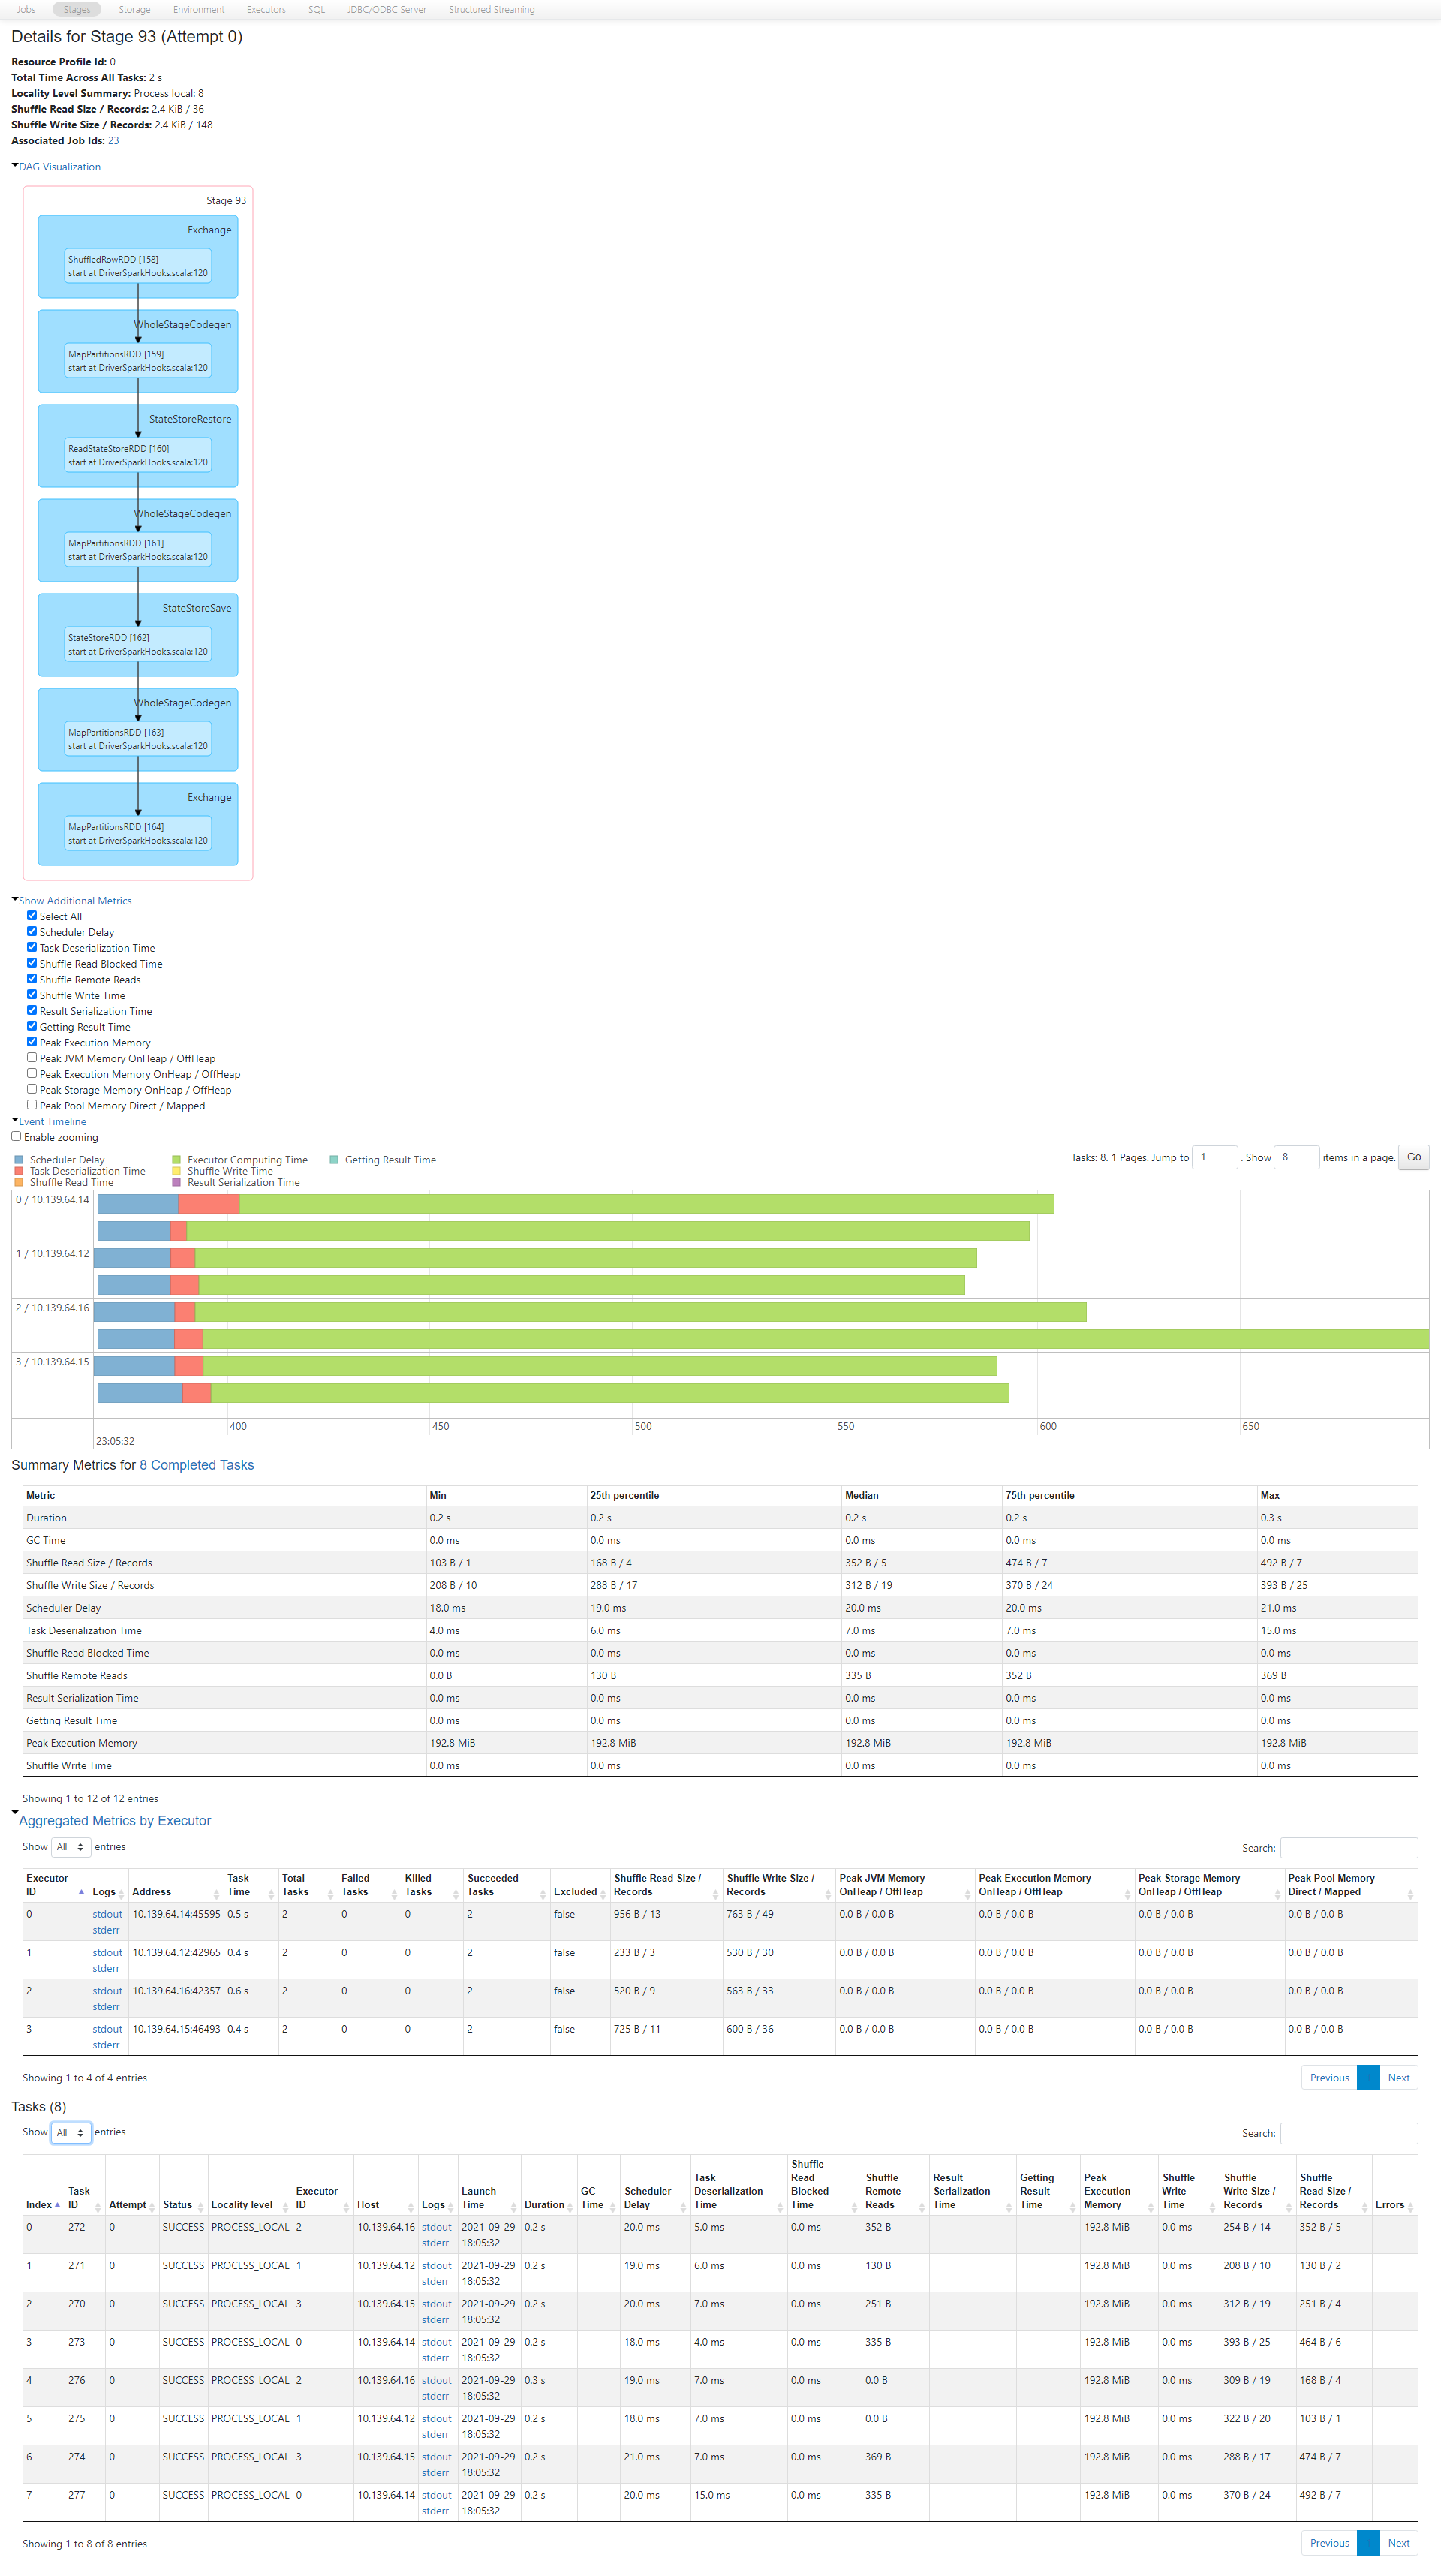 Jobs Stages Storage Environment Executors SQL JDBC/ODBC Server Structured Streaming
Details for Stage 93 (Attempt 0)
Resource Profile Id: 0
Total Time Across All Tasks: 2 s
Locality Level Summary: Process local: 8
Shuffle Read Size / Records: 2.4 KiB / 36
Shuffle Write Size / Records: 2.4 KiB / 148
Associated Job Ids: 23
DAG Visualization
Stage 93
Exchange
ShuffledRowRDD [158]
start at DriverSparkHooks.scala:120
WholeStageCodegen
MapPartitionsRDD [159]
start at DriverSparkHooks.scala:120
StateStoreRestore
ReadStateStoreRDD [160]
start at DriverSparkHooks.scala:120
WholeStageCodegen
MapPartitionsRDD [161]
start at DriverSparkHooks.scala:120
StateStoreSave
StateStoreRDD [162]
start at DriverSparkHooks.scala:120
WholeStageCodegen
MapPartitionsRDD [163]
start at DriverSparkHooks.scala:120
Exchange
MapPartitionsRDD [164]
start at DriverSparkHooks.scala:120
Show Additional Metrics
Select All
Scheduler Delay
Task Deserialization Time
Shuffle Read Blocked Time
Shuffle Remote Reads
Shuffle Write Time
Result Serialization Time
Getting Result Time
Peak Execution Memory
Peak JVM Memory OnHeap / OffHeap
Peak Execution Memory OnHeap / OffHeap
Peak Storage Memory OnHeap / OffHeap
Peak Pool Memory Direct / Mapped
Event Timeline
Enable zooming
Tasks: 8. 1 Pages. Jump to 1 . Show 8 items in a page. Go
Scheduler Delay Executor Computing Time Getting Result Time
Task Deserialization Time Shuffle Write Time
Shuffle Read Time Result Serialization Time
0 / 10.139.64.14
1 / 10.139.64.12
2 / 10.139.64.16
3 / 10.139.64.15
400 450 500 550 600 650
23:05:32
Summary Metrics for 8 Completed Tasks
Metric Min 25th percentile Median 75th percentile Max
Duration 0.2 s 0.2 s 0.2 s 0.2 s 0.3 s
GC Time 0.0 ms 0.0 ms 0.0 ms 0.0 ms 0.0 ms
Shuffle Read Size / Records 103 B / 1 168 B / 4 352 B / 5 474 B / 7 492 B / 7
Shuffle Write Size / Records 208 B / 10 288 B / 17 312 B / 19 370 B / 24 393 B / 25
Scheduler Delay 18.0 ms 19.0 ms 20.0 ms 20.0 ms 21.0 ms
Task Deserialization Time 4.0 ms 6.0 ms 7.0 ms 7.0 ms 15.0 ms
Shuffle Read Blocked Time 0.0 ms 0.0 ms 0.0 ms 0.0 ms 0.0 ms
Shuffle Remote Reads 0.0 B 130 B 335 B 352 B 369 B
Result Serialization Time 0.0 ms 0.0 ms 0.0 ms 0.0 ms 0.0 ms
Getting Result Time 0.0 ms 0.0 ms 0.0 ms 0.0 ms 0.0 ms
Peak Execution Memory 192.8 MiB 192.8 MiB 192.8 MiB 192.8 MiB 192.8 MiB
Shuffle Write Time 0.0 ms 0.0 ms 0.0 ms 0.0 ms 0.0 ms
Showing 1 to 12 of 12 entries
Aggregated Metrics by Executor
Show All entries Search:
Executor Task Total Failed Killed Succeeded Shuffle Read Size / Shuffle Write Size / Peak JVM Memory Peak Execution Memory Peak Storage Memory Peak Pool Memory
ID Logs Address Time Tasks Tasks Tasks Tasks Excluded Records Records OnHeap / OffHeap OnHeap / OffHeap OnHeap / OffHeap Direct / Mapped
0 stdout 10.139.64.14:45595 0.5 s 2 0 0 2 false 956 B / 13 763 B / 49 0.0 B / 0.0 B 0.0 B / 0.0 B 0.0 B / 0.0 B 0.0 B / 0.0 B
stderr
1 stdout 10.139.64.12:42965 0.4 s 2 0 0 2 false 233 B / 3 530 B / 30 0.0 B / 0.0 B 0.0 B / 0.0 B 0.0 B / 0.0 B 0.0 B / 0.0 B
stderr
2 stdout 10.139.64.16:42357 0.6 s 2 0 0 2 false 520 B / 9 563 B / 33 0.0 B / 0.0 B 0.0 B / 0.0 B 0.0 B / 0.0 B 0.0 B / 0.0 B
stderr
3 stdout 10.139.64.15:46493 0.4 s 2 0 0 2 false 725 B / 11 600 B / 36 0.0 B / 0.0 B 0.0 B / 0.0 B 0.0 B / 0.0 B 0.0 B / 0.0 B
stderr
Showing 1 to 4 of 4 entries Previous Next
Tasks (8)
Show All entries Search:
Shuffle
Task Executor Launch GC Scheduler Task Read Shuffle Result Getting Peak Shuffle Shuffle Shuffle
Deserialization Blocked Remote Serialization Result Execution Write Write Size / Read Size /
Index ID Attempt Status Locality level ID Host Logs Time Duration Time Delay Time Time Reads Time Time Memory Time Records Records Errors
0 272 0 SUCCESS PROCESS_LOCAL 2 10.139.64.16 stdout 2021-09-29 0.2 s 20.0 ms 5.0 ms 0.0 ms 352 B 192.8 MiB 0.0 ms 254 B / 14 352 B / 5
stderr 18:05:32
1 271 0 SUCCESS PROCESS_LOCAL 1 10.139.64.12 stdout 2021-09-29 0.2 s 19.0 ms 6.0 ms 0.0 ms 130 B 192.8 MiB 0.0 ms 208 B / 10 130 B / 2
stderr 18:05:32
2 270 0 SUCCESS PROCESS_LOCAL 3 10.139.64.15 stdout 2021-09-29 0.2 s 20.0 ms 7.0 ms 0.0 ms 251 B 192.8 MiB 0.0 ms 312 B / 19 251 B / 4
stderr 18:05:32
3 273 0 SUCCESS PROCESS_LOCAL 0 10.139.64.14 stdout 2021-09-29 0.2 s 18.0 ms 4.0 ms 0.0 ms 335 B 192.8 MiB 0.0 ms 393 B / 25 464 B / 6
stderr 18:05:32
4 276 0 SUCCESS PROCESS_LOCAL 2 10.139.64.16 stdout 2021-09-29 0.3 s 19.0 ms 7.0 ms 0.0 ms 0.0 B 192.8 MiB 0.0 ms 309 B / 19 168 B / 4
stderr 18:05:32
5 275 0 SUCCESS PROCESS_LOCAL 1 10.139.64.12 stdout 2021-09-29 0.2 s 18.0 ms 7.0 ms 0.0 ms 0.0 B 192.8 MiB 0.0 ms 322 B / 20 103 B / 1
stderr 18:05:32
6 274 0 SUCCESS PROCESS_LOCAL 3 10.139.64.15 stdout 2021-09-29 0.2 s 21.0 ms 7.0 ms 0.0 ms 369 B 192.8 MiB 0.0 ms 288 B / 17 474 B / 7
stderr 18:05:32
7 277 0 SUCCESS PROCESS_LOCAL 0 10.139.64.14 stdout 2021-09-29 0.2 s 20.0 ms 15.0 ms 0.0 ms 335 B 192.8 MiB 0.0 ms 370 B / 24 492 B / 7
stderr 18:05:32
Showing 1 to 8 of 8 entries Previous Next